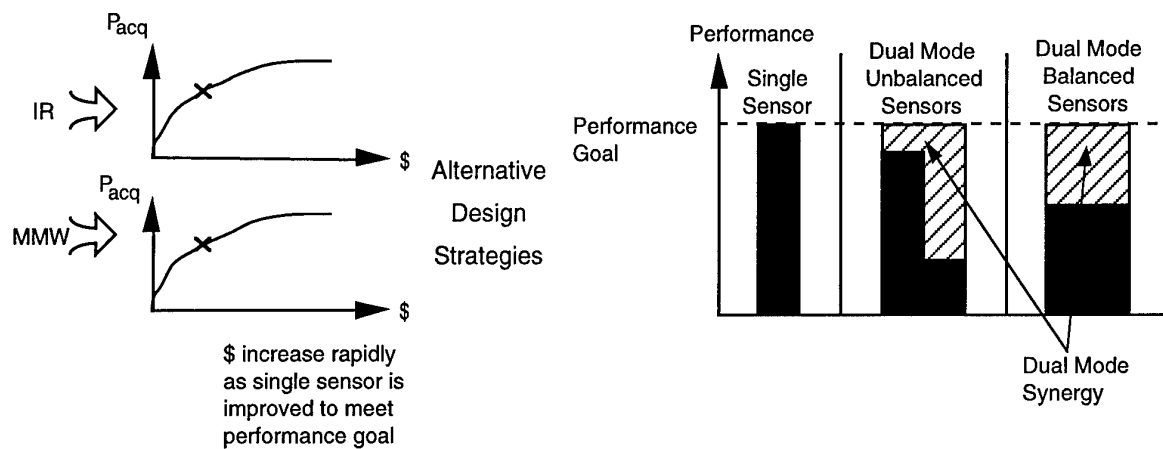 P_acq
IR
$
P_acq
MMW
$
$ increase rapidly
as single sensor is
improved to meet
performance goal
Alternative
Design
Strategies
Performance
Performance
Goal
Single
Sensor
Dual Mode
Unbalanced
Sensors
Dual Mode
Balanced
Sensors
Dual Mode
Synergy